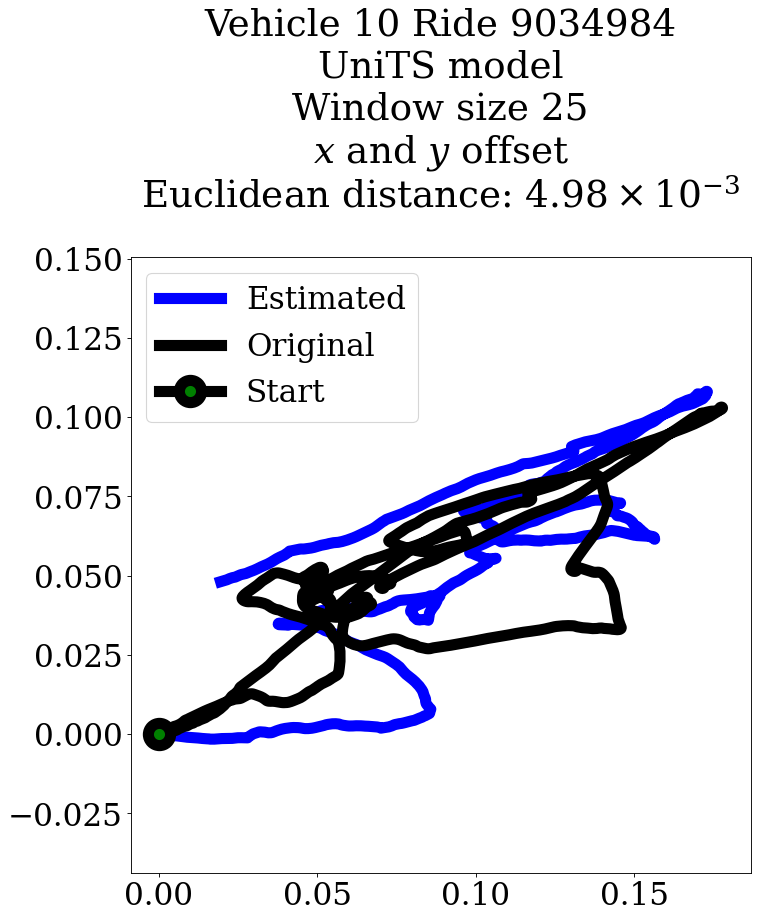 Vehicle 10 Ride 9034984
UniTS model
Window size 25
x and y offset
Euclidean distance: 4.98 × 10⁻³
0.150
0.125
0.100
0.075
0.050
0.025
0.000
−0.025
Estimated
Original
Start
0.00 0.05 0.10 0.15